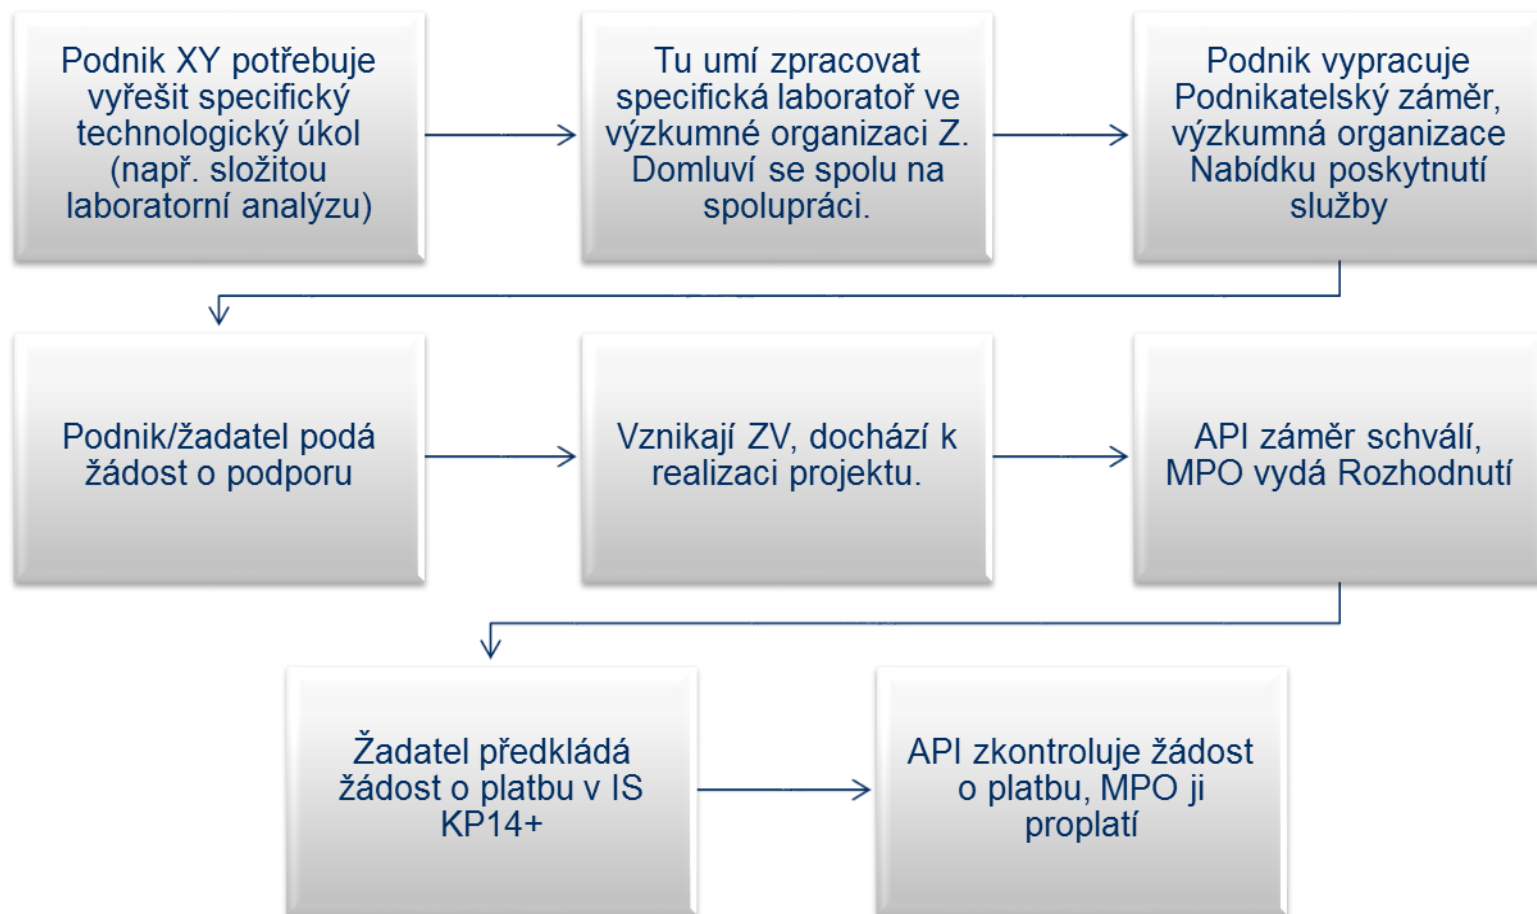 Podnik XY potřebuje
vyřešit specifický
technologický úkol
(např. složitou
laboratorní analýzu)
Tu umí zpracovat
specifická laboratoř ve
výzkumné organizaci Z.
Domluví se spolu na
spolupráci.
Podnik vypracuje
Podnikatelský záměr,
výzkumná organizace
Nabídku poskytnutí
služby
Podnik/žadatel podá
žádost o podporu
Vznikají ZV, dochází k
realizaci projektu.
API záměr schválí,
MPO vydá Rozhodnutí
Žadatel předkládá
žádost o platbu v IS
KP14+
API zkontroluje žádost
o platbu, MPO ji
proplatí